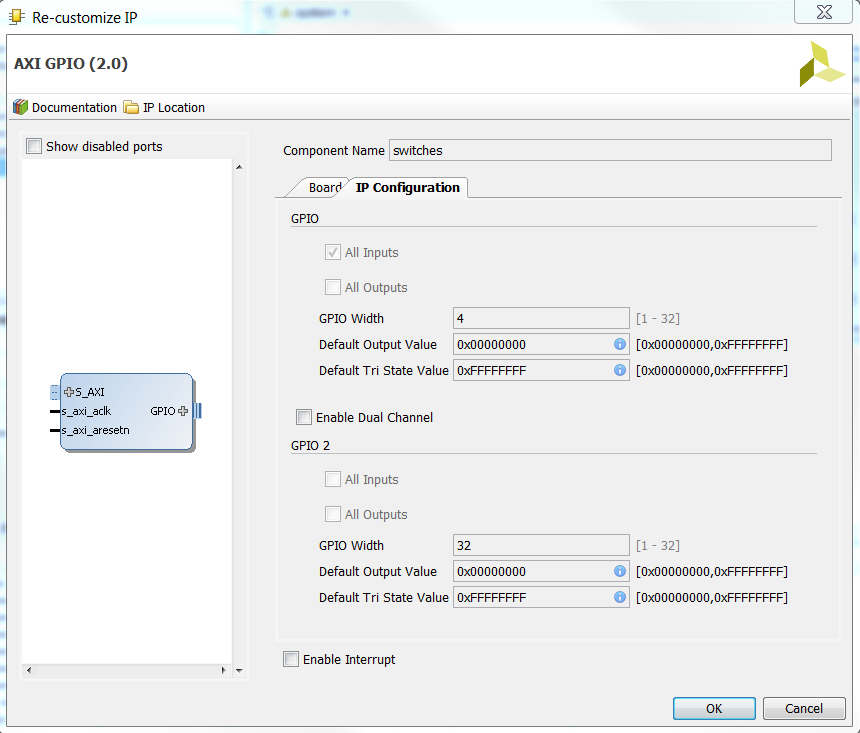 Re-customize IP
AXI GPIO (2.0)
Documentation IP Location
Show disabled ports
S_AXI
s_axi_aclk GPIO
s_axi_aresetn
Component Name switches
Board IP Configuration
GPIO
All Inputs
All Outputs
GPIO Width 4 [1 - 32]
Default Output Value 0x00000000 [0x00000000,0xFFFFFFFF]
Default Tri State Value 0xFFFFFFFF [0x00000000,0xFFFFFFFF]
Enable Dual Channel
GPIO 2
All Inputs
All Outputs
GPIO Width 32 [1 - 32]
Default Output Value 0x00000000 [0x00000000,0xFFFFFFFF]
Default Tri State Value 0xFFFFFFFF [0x00000000,0xFFFFFFFF]
Enable Interrupt
OK Cancel